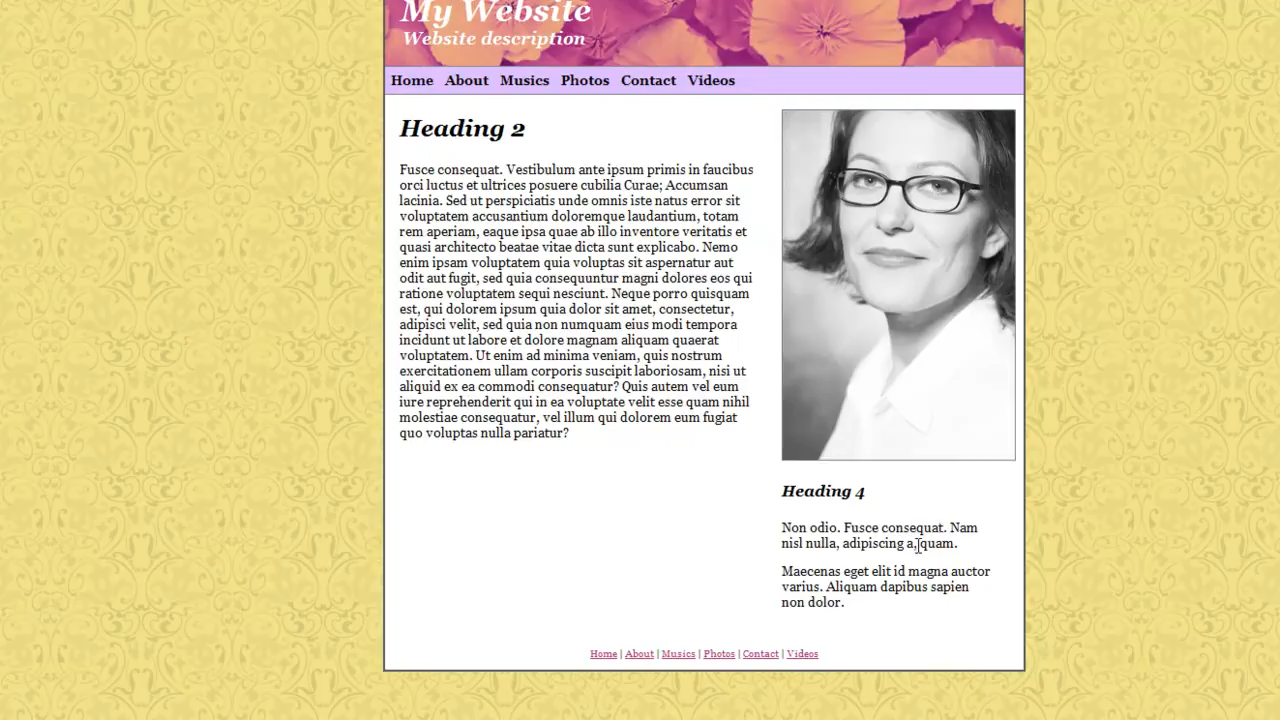 My Website
Website description
Home About Musics Photos Contact Videos
Heading 2
Fusce consequat. Vestibulum ante ipsum primis in faucibus
orci luctus et ultrices posuere cubilia Curae; Accumsan
lacinia. Sed ut perspiciatis unde omnis iste natus error sit
voluptatem accusantium doloremque laudantium, totam
rem aperiam, eaque ipsa quae ab illo inventore veritatis et
quasi architecto beatae vitae dicta sunt explicabo. Nemo
enim ipsam voluptatem quia voluptas sit aspernatur aut
odit aut fugit, sed quia consequuntur magni dolores eos qui
ratione voluptatem sequi nesciunt. Neque porro quisquam
est, qui dolorem ipsum quia dolor sit amet, consectetur,
adipisci velit, sed quia non numquam eius modi tempora
incidunt ut labore et dolore magnam aliquam quaerat
voluptatem. Ut enim ad minima veniam, quis nostrum
exercitationem ullam corporis suscipit laboriosam, nisi ut
aliquid ex ea commodi consequatur? Quis autem vel eum
iure reprehenderit qui in ea voluptate velit esse quam nihil
molestiae consequatur, vel illum qui dolorem eum fugiat
quo voluptas nulla pariatur?
Heading 4
Non odio. Fusce consequat. Nam
nisl nulla, adipiscing a, quam.
Maecenas eget elit id magna auctor
varius. Aliquam dapibus sapien
non dolor.
Home | About | Musics | Photos | Contact | Videos